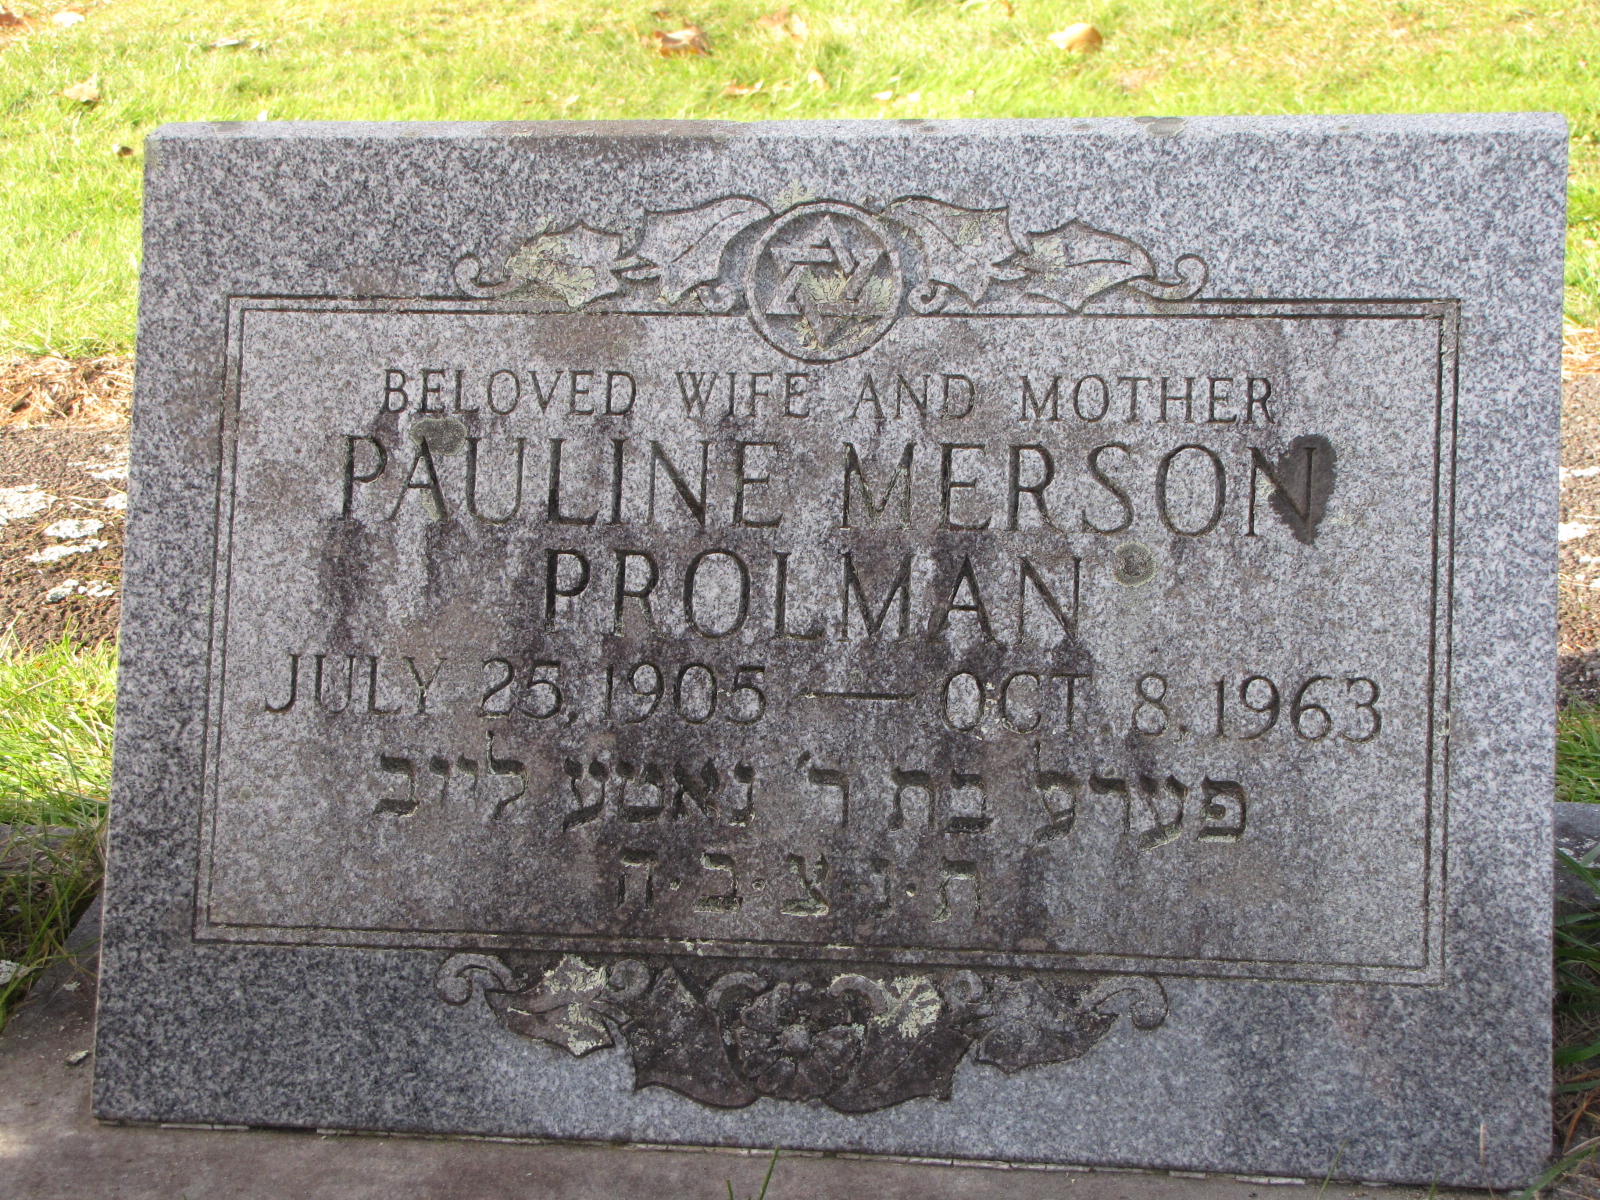 BELOVED WIFE AND MOTHER
PAULINE MERSON
PROLMAN
JULY 25, 1905 — OCT. 8, 1963
פערל בת ר' נאטע לייב
ת.נ.צ.ב.ה